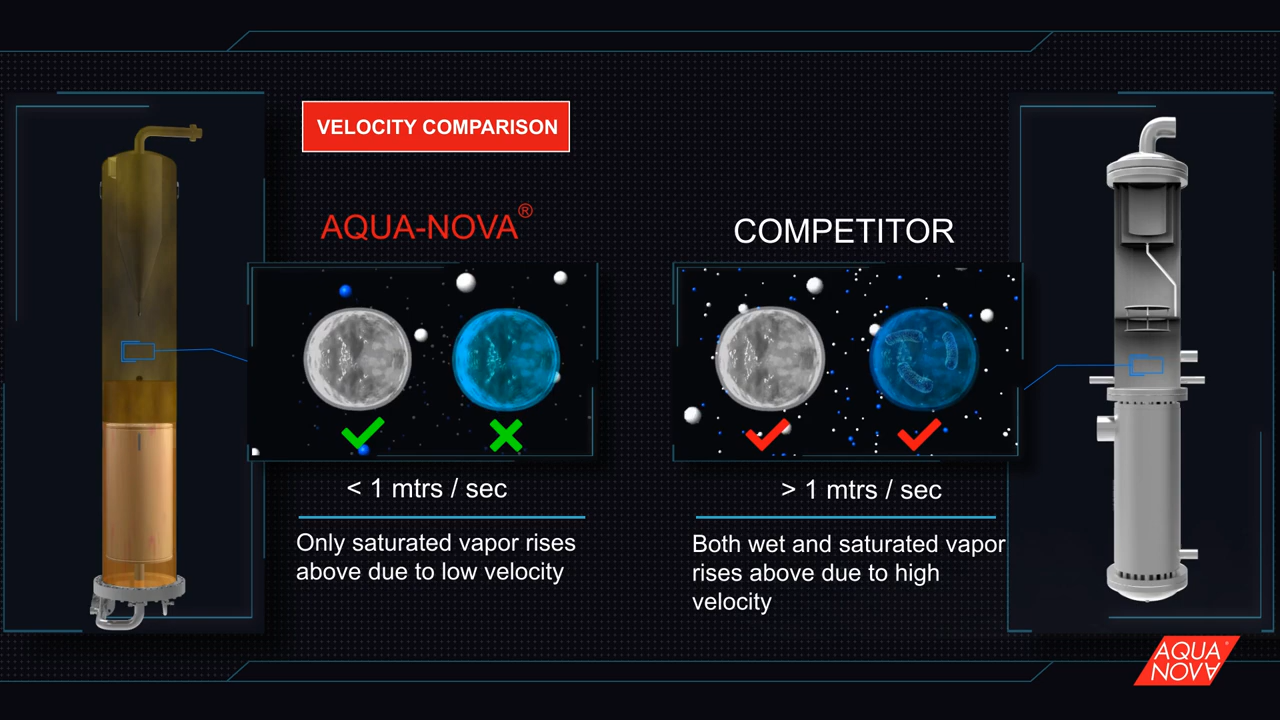 VELOCITY COMPARISON
AQUA-NOVA®
< 1 mtrs / sec
Only saturated vapor rises
above due to low velocity
COMPETITOR
> 1 mtrs / sec
Both wet and saturated vapor
rises above due to high
velocity
AQUA
NOVA